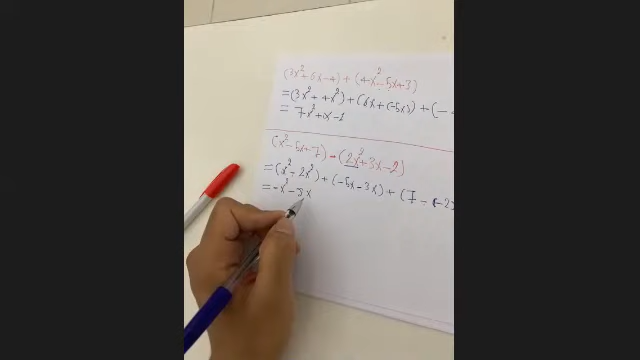 (3x²+6x-4) + (4x²-5x+3)
=(3x²+4x²) + (6x+(-5x)) + (-
= 7x²+x-1
(x²-5x+7) - (2x²+3x-2)
=(x²-2x²) + (-5x-3x) + (7-(-2)
=-x²-8x